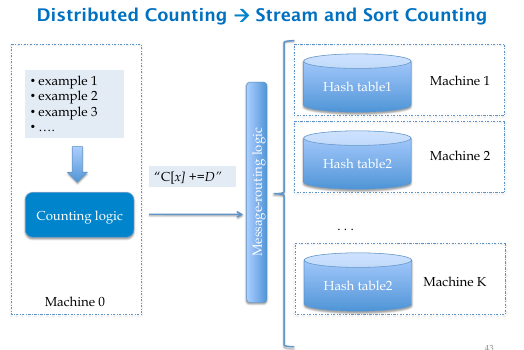 Distributed Counting → Stream and Sort Counting
• example 1
• example 2
• example 3
• ….
Counting logic
Machine 0
“C[x] +=D”
Message-routing logic
Hash table1
Machine 1
Hash table2
Machine 2
. . .
Hash table2
Machine K
43